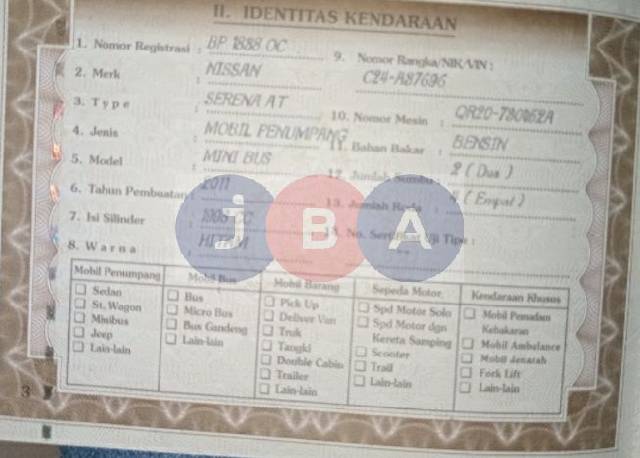 II. IDENTITAS KENDARAAN
1. Nomor Registrasi : BP 1888 OC
2. Merk : NISSAN
3. Type : SERENA AT
4. Jenis : MOBIL PENUMPANG
5. Model : MINI BUS
6. Tahun Pembuatan : 2011
7. Isi Silinder : CC
8. Warna : HITAM
9. Nomor Rangka/NIK/VIN :
C24-A87696
10. Nomor Mesin :
11. Bahan Bakar : BENSIN
12. Jumlah Sumbu : 2 ( Dua )
13. Jumlah Roda : 4 ( Empat )
No. Sertifikat Uji Tipe :
JBA
Mobil Penumpang
Sedan
St. Wagon
Minibus
Jeep
Lain-lain
Mobil Bus
Bus
Micro Bus
Bus Gandeng
Lain-lain
Mobil Barang
Pick Up
Deliver Van
Truk
Tangki
Double Cabin
Trailer
Lain-lain
Sepeda Motor
Spd Motor Solo
Spd Motor dgn
Kereta Samping
Scooter
Trail
Lain-lain
Kendaraan Khusus
Mobil Pemadam
Kebakaran
Mobil Ambulance
Mobil Jenazah
Fork Lift
Lain-lain
3